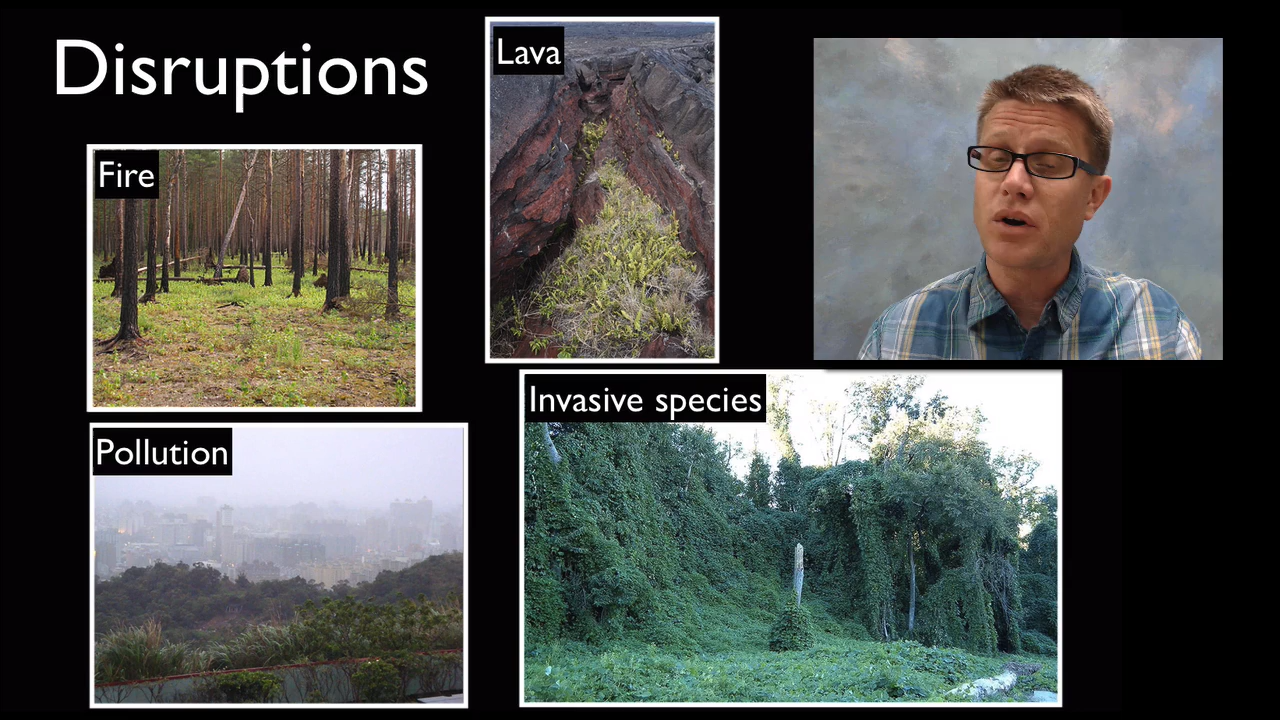 Disruptions
Lava
Fire
Invasive species
Pollution